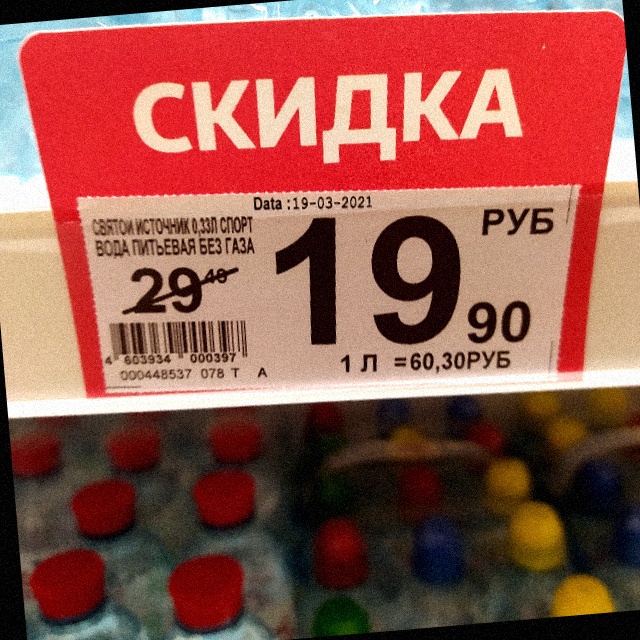 СКИДКА
Data :19-03-2021
СВЯТОЙ ИСТОЧНИК 0,33Л СПОРТ
ВОДА ПИТЬЕВАЯ БЕЗ ГАЗА
29 40
19 90
РУБ
4 603934 000397
1 Л =60,30РУБ
000448537 078 Т А